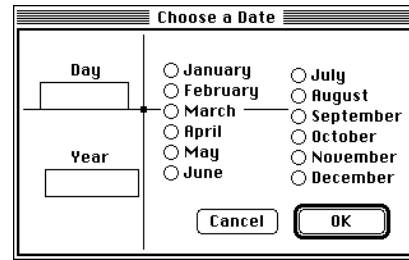 Choose a Date
Day
Year
January
February
March
April
May
June
July
August
September
October
November
December
Cancel
OK